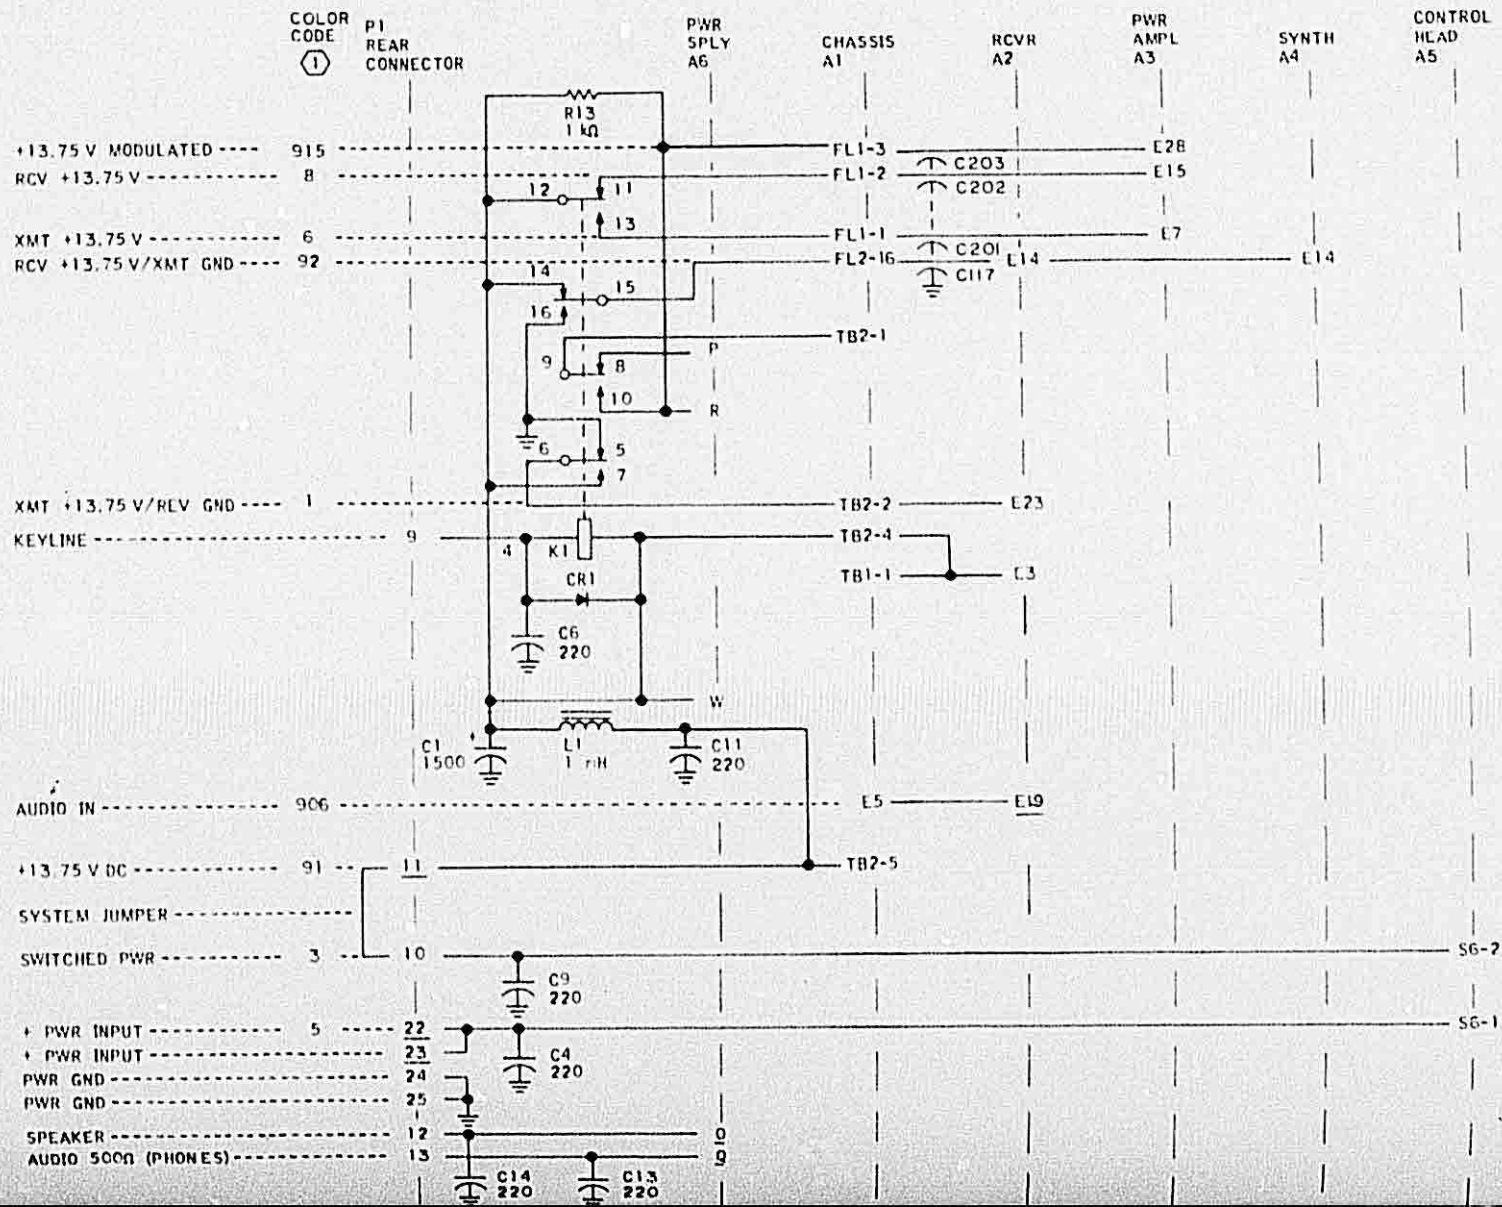 COLOR CODE 1
P1 REAR CONNECTOR
PWR SPLY A6
CHASSIS A1
RCVR A2
PWR AMPL A3
SYNTH A4
CONTROL HEAD A5
R13
1 kΩ
+13.75 V MODULATED 915 FL1-3 E28
C203
RCV +13.75 V 8 FL1-2 E15
12 11 C202
13
XMT +13.75 V 6 FL1-1 E7
C201
RCV +13.75 V/XMT GND 92 FL2-16 E14 E14
14 C117
15
16
TB2-1
P
9 8
10 R
6 5
7
XMT +13.75 V/REV GND 1 TB2-2 E23
KEYLINE 9 TB2-4
4 K1
CR1 TB1-1 E3
C6
220
W
C1
1500
L1
1 mH
C11
220
AUDIO IN 906 E5 E19
+13.75 V DC 91 11 TB2-5
SYSTEM JUMPER
SWITCHED PWR 3 10 S6-2
C9
220
+ PWR INPUT 5 22 S6-1
+ PWR INPUT 23
C4
220
PWR GND 24
PWR GND 25
SPEAKER 12
AUDIO 500Ω (PHONES) 13
C14
220
C13
220